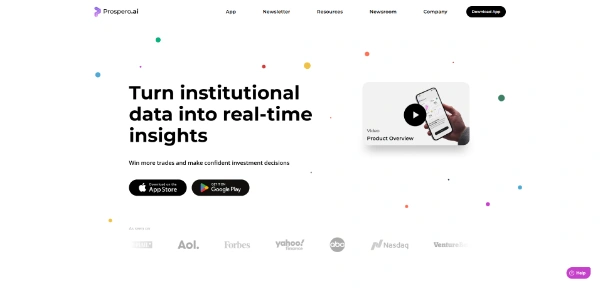 Prospero.ai
App
Newsletter
Resources
Newsroom
Company
Download App
Turn institutional
data into real-time
insights
Win more trades and make confident investment decisions
Download on the
App Store
GET IT ON
Google Play
Video:
Product Overview
AS SEEN ON
Aol.
Forbes
yahoo!
finance
abc
Nasdaq
Help